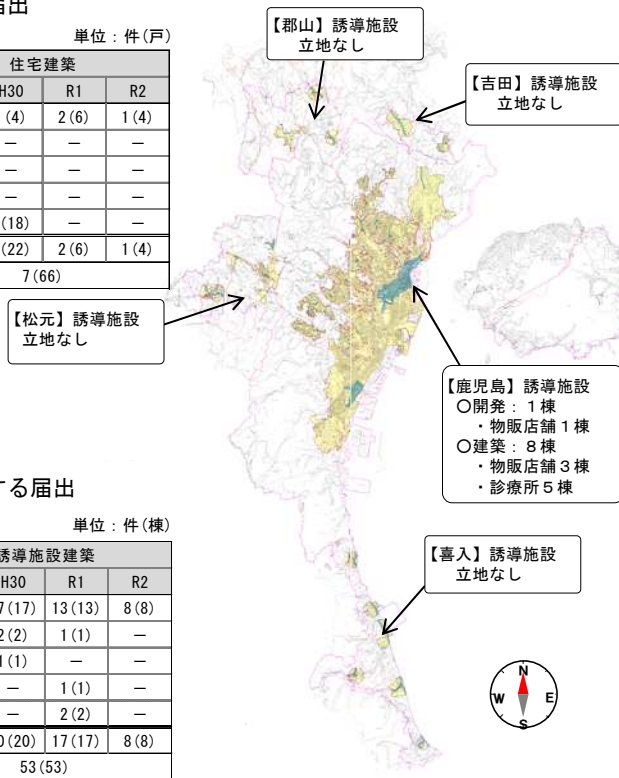 届出
単位：件(戸)
住宅建築
H30 R1 R2
(4) 2(6) 1(4)
― ― ―
― ― ―
― ― ―
(18) ― ―
(22) 2(6) 1(4)
7(66)
【郡山】誘導施設
立地なし
【吉田】誘導施設
立地なし
【松元】誘導施設
立地なし
【鹿児島】誘導施設
〇開発：１棟
・物販店舗１棟
〇建築：８棟
・物販店舗３棟
・診療所５棟
する届出
単位：件(棟)
誘導施設建築
H30 R1 R2
7(17) 13(13) 8(8)
2(2) 1(1) ―
1(1) ― ―
― 1(1) ―
― 2(2) ―
0(20) 17(17) 8(8)
53(53)
【喜入】誘導施設
立地なし
N
W E
S